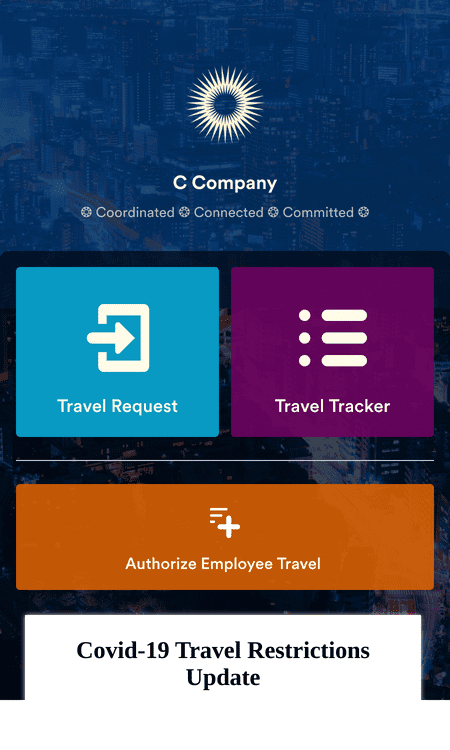 C Company
❂ Coordinated ❂ Connected ❂ Committed ❂
Travel Request
Travel Tracker
Authorize Employee Travel
Covid-19 Travel Restrictions
Update